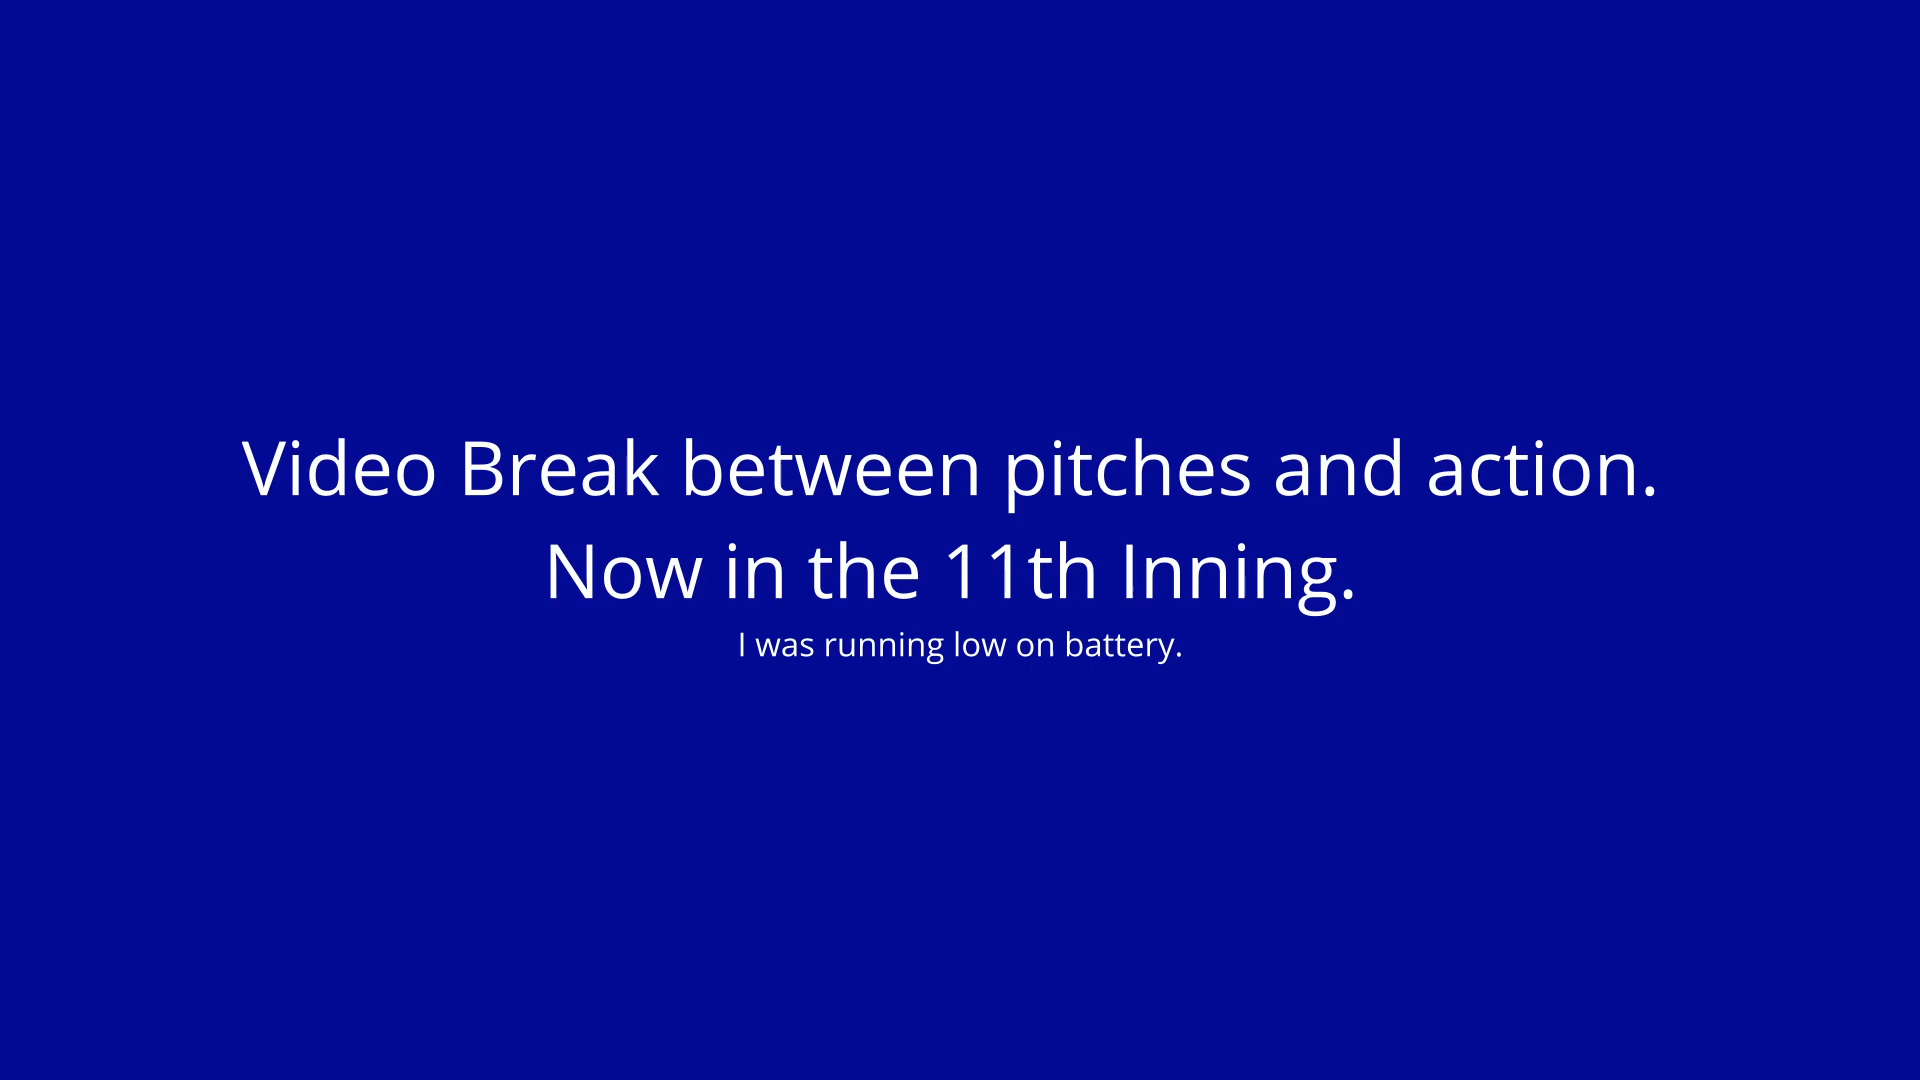 Video Break between pitches and action.
Now in the 11th Inning.
I was running low on battery.